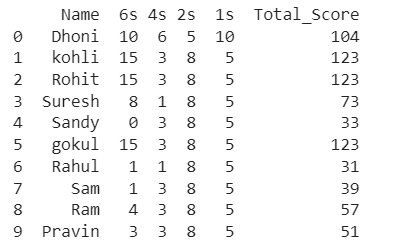 Name 6s 4s 2s 1s Total_Score
0 Dhoni 10 6 5 10 104
1 kohli 15 3 8 5 123
2 Rohit 15 3 8 5 123
3 Suresh 8 1 8 5 73
4 Sandy 0 3 8 5 33
5 gokul 15 3 8 5 123
6 Rahul 1 1 8 5 31
7 Sam 1 3 8 5 39
8 Ram 4 3 8 5 57
9 Pravin 3 3 8 5 51